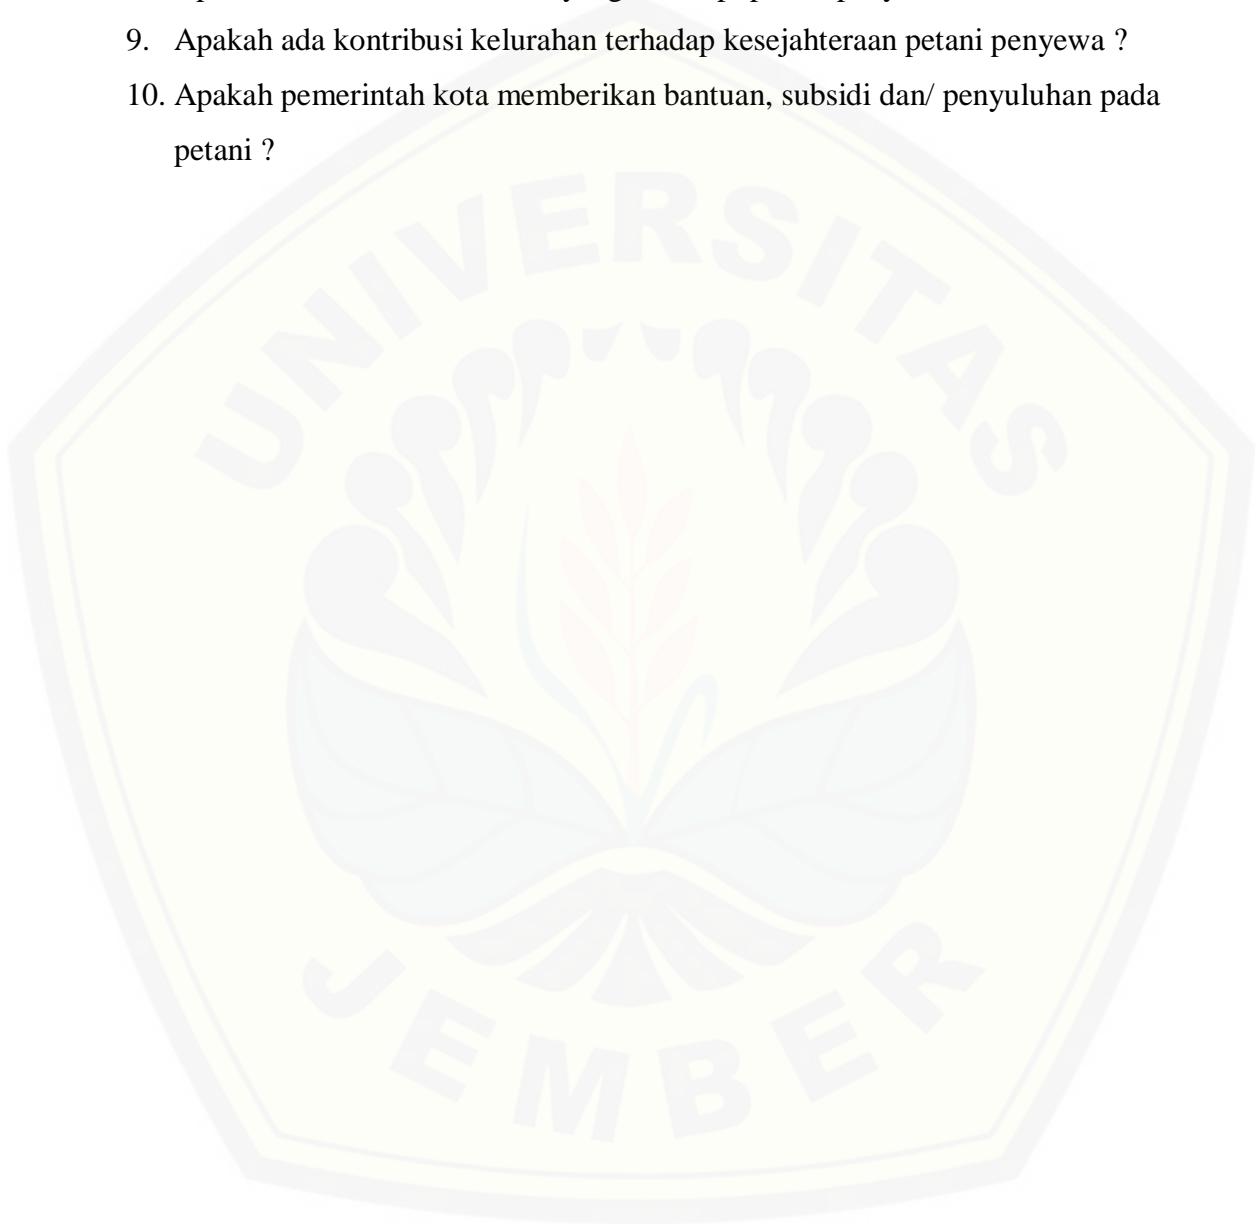 9. Apakah ada kontribusi kelurahan terhadap kesejahteraan petani penyewa ?
10. Apakah pemerintah kota memberikan bantuan, subsidi dan/ penyuluhan pada
petani ?
UNIVERSITAS
JEMBER